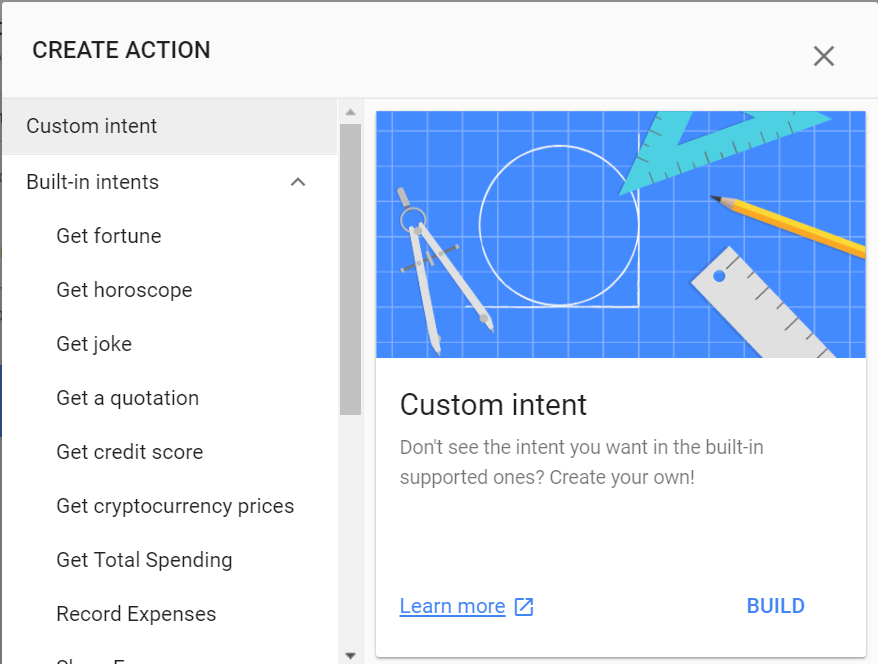 CREATE ACTION
Custom intent
Built-in intents
Get fortune
Get horoscope
Get joke
Get a quotation
Get credit score
Get cryptocurrency prices
Get Total Spending
Record Expenses
Custom intent
Don't see the intent you want in the built-in
supported ones? Create your own!
Learn more
BUILD